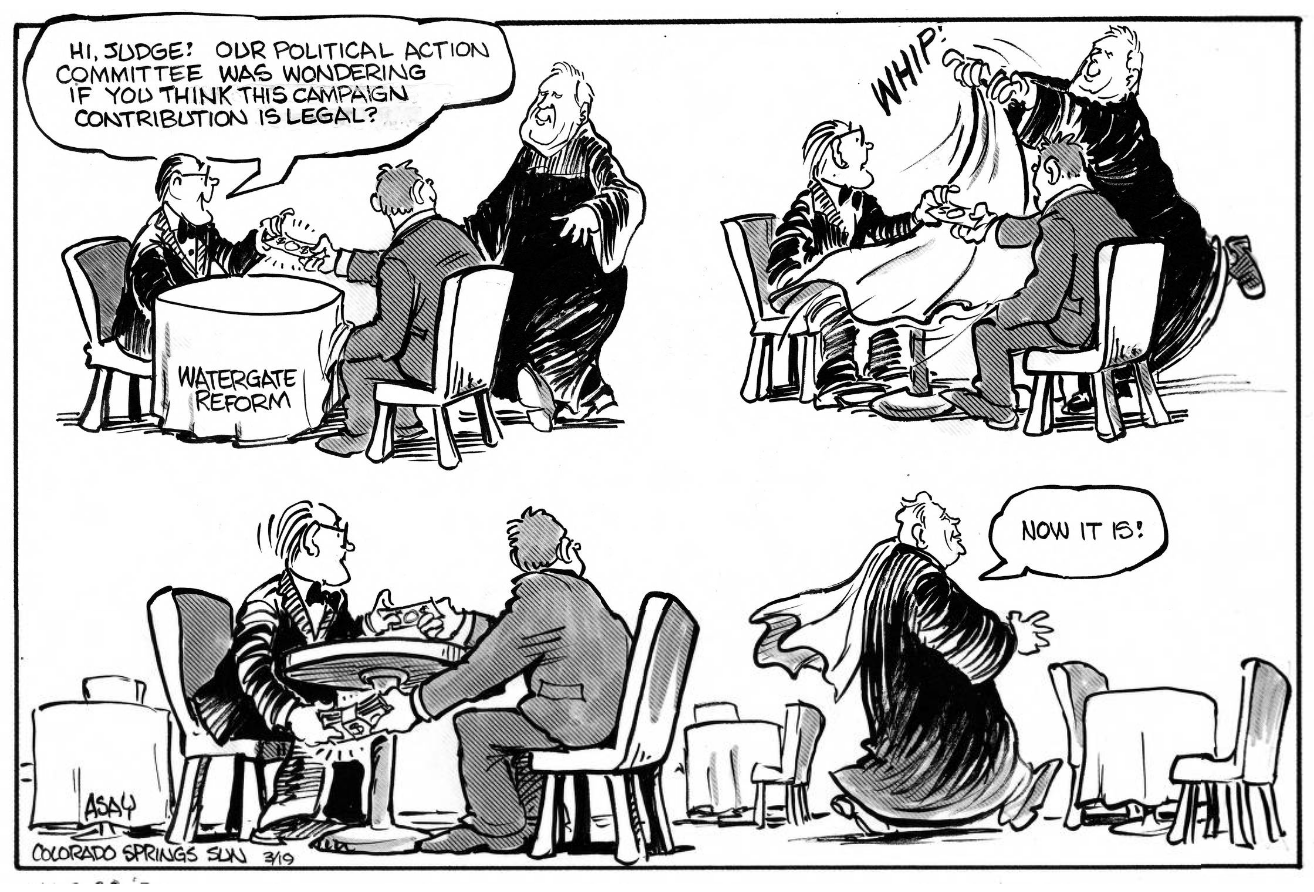 HI, JUDGE! OUR POLITICAL ACTION
COMMITTEE WAS WONDERING
IF YOU THINK THIS CAMPAIGN
CONTRIBUTION IS LEGAL?
WATERGATE
REFORM
WHIP!
NOW IT IS!
ASAY
COLORADO SPRINGS SUN 3/19